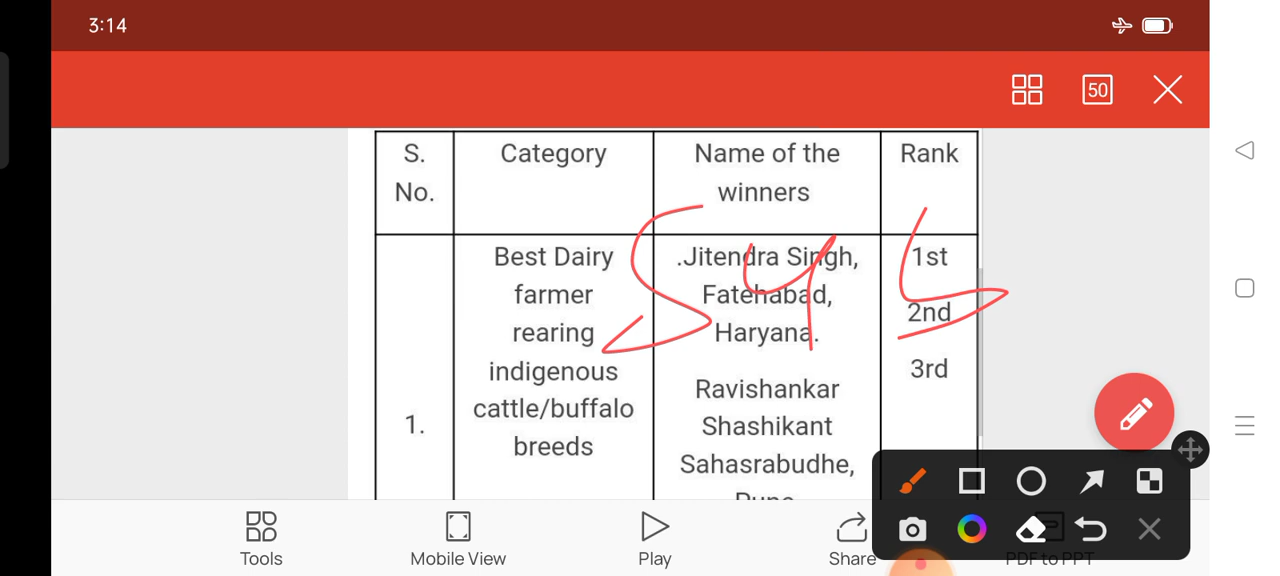 3:14
50
S. No.
Category
Name of the winners
Rank
1.
Best Dairy
farmer
rearing
indigenous
cattle/buffalo
breeds
.Jitendra Singh,
Fatehabad,
Haryana.
Ravishankar
Shashikant
Sahasrabudhe,
1st
2nd
3rd
Tools
Mobile View
Play
Share
PDF to PPT